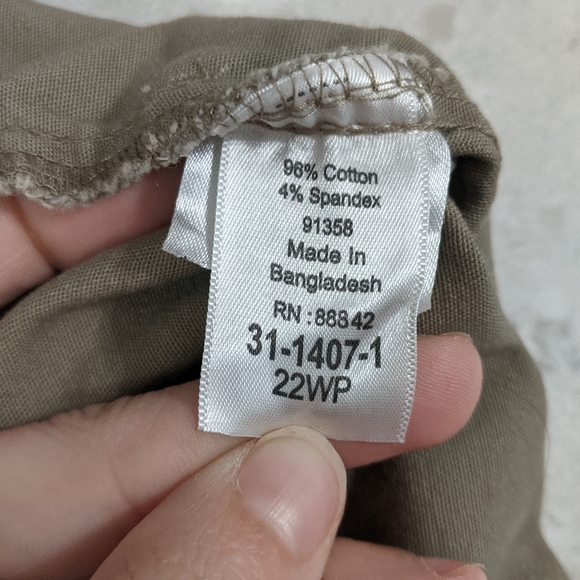 96% Cotton
4% Spandex
91358
Made In
Bangladesh
RN :88842
31-1407-1
22WP